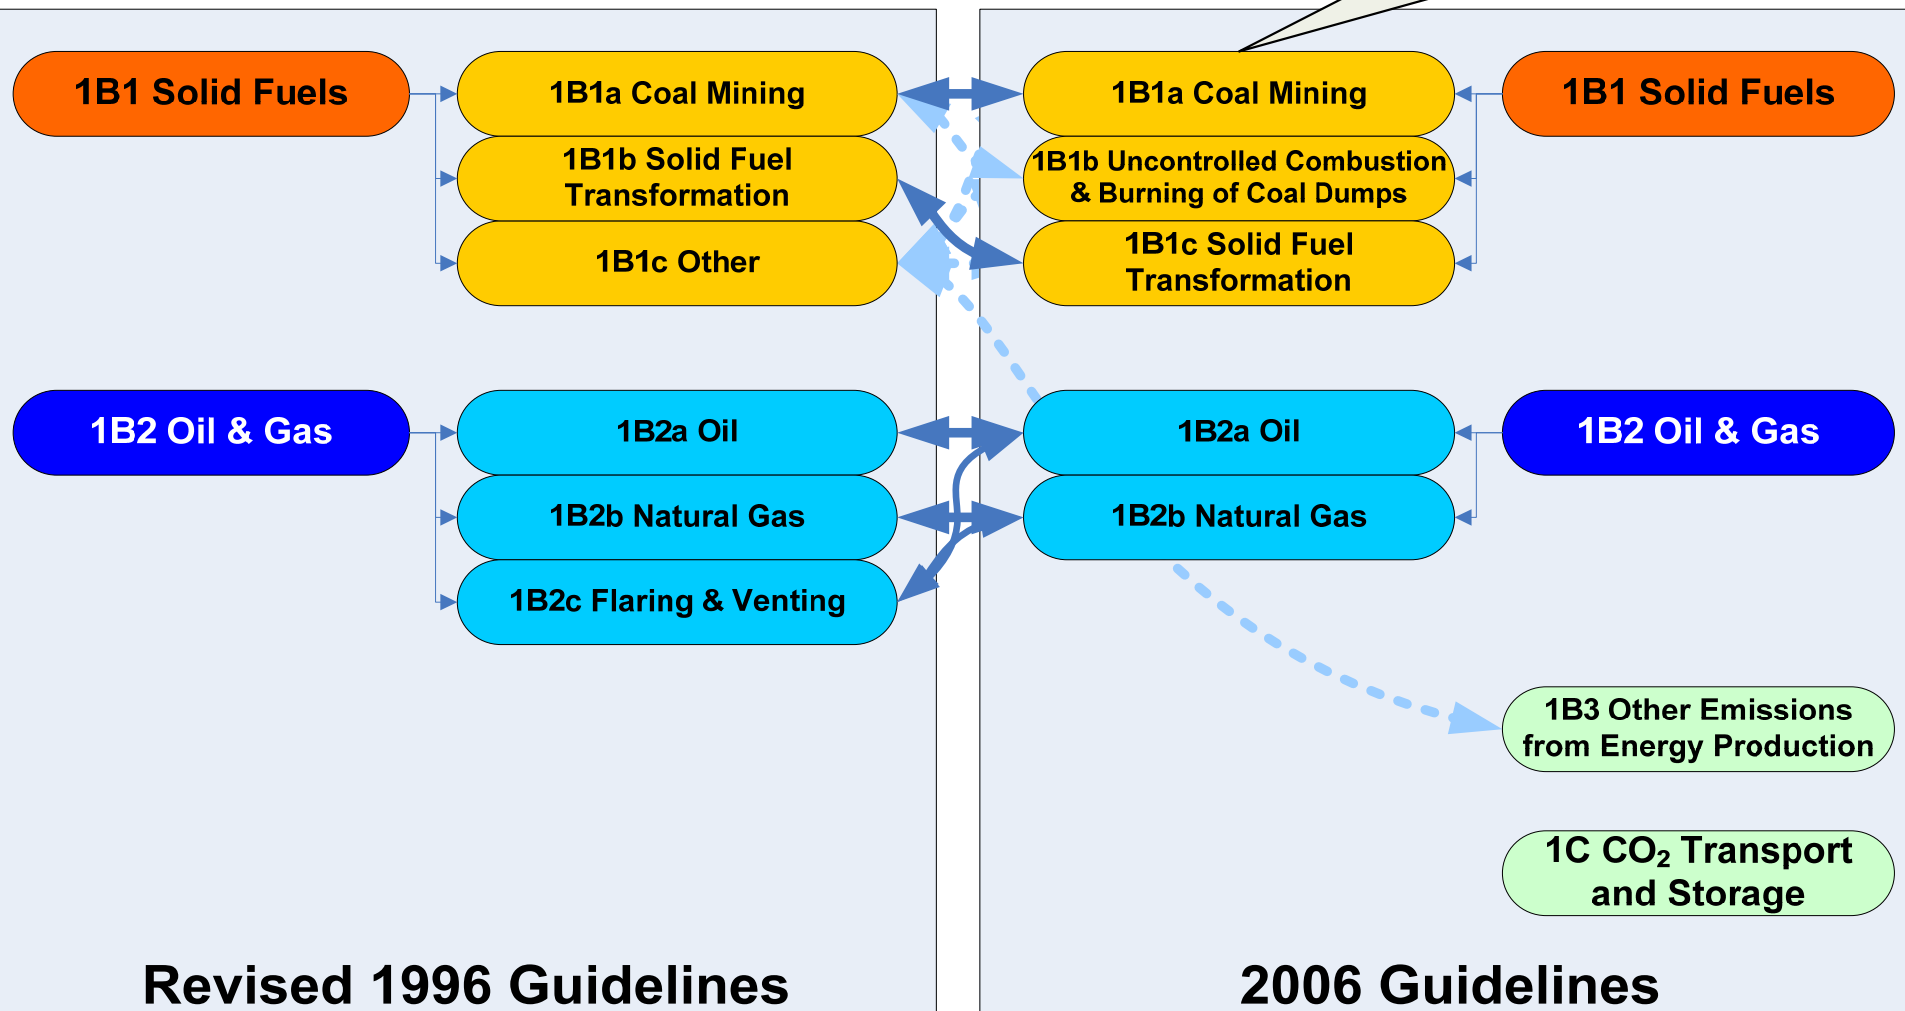 1B1 Solid Fuels
1B1a Coal Mining
1B1b Solid Fuel
Transformation
1B1c Other
1B2 Oil & Gas
1B2a Oil
1B2b Natural Gas
1B2c Flaring & Venting
Revised 1996 Guidelines
1B1a Coal Mining
1B1 Solid Fuels
1B1b Uncontrolled Combustion
& Burning of Coal Dumps
1B1c Solid Fuel
Transformation
1B2a Oil
1B2 Oil & Gas
1B2b Natural Gas
1B3 Other Emissions
from Energy Production
1C CO₂ Transport
and Storage
2006 Guidelines